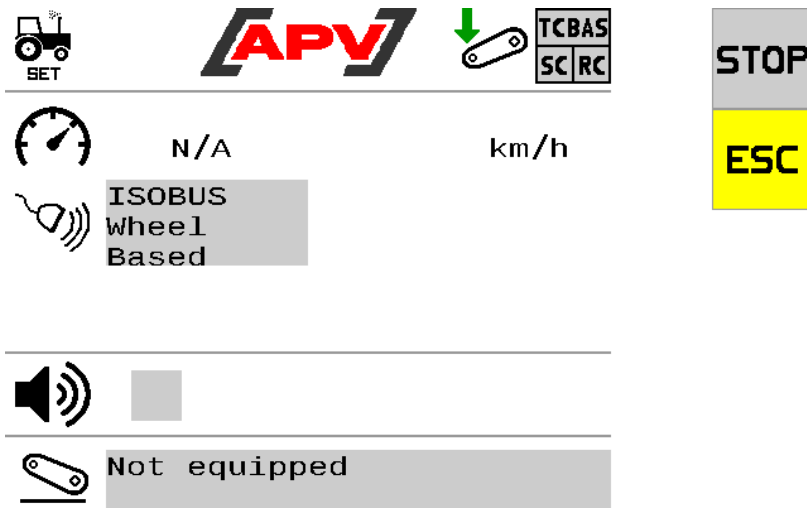 SET
APV
TCBAS
SC RC
STOP
ESC
N/A km/h
ISOBUS
Wheel
Based
Not equipped